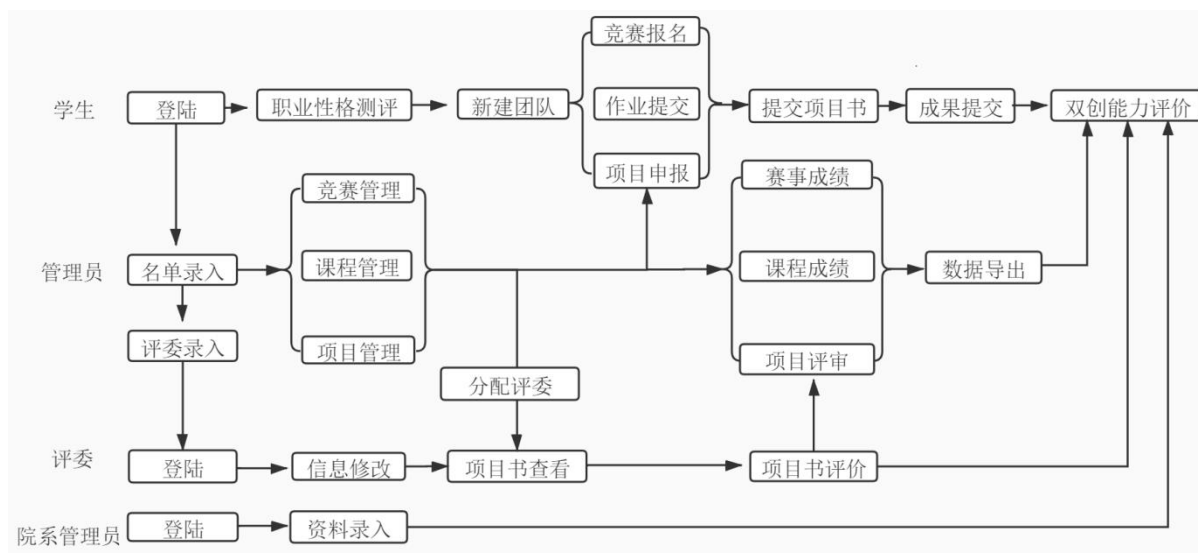 竞赛报名
学生
登陆
职业性格测评
新建团队
作业提交
提交项目书
成果提交
双创能力评价
项目申报
竞赛管理
赛事成绩
管理员
名单录入
课程管理
课程成绩
数据导出
评委录入
项目管理
项目评审
分配评委
评委
登陆
信息修改
项目书查看
项目书评价
院系管理员
登陆
资料录入